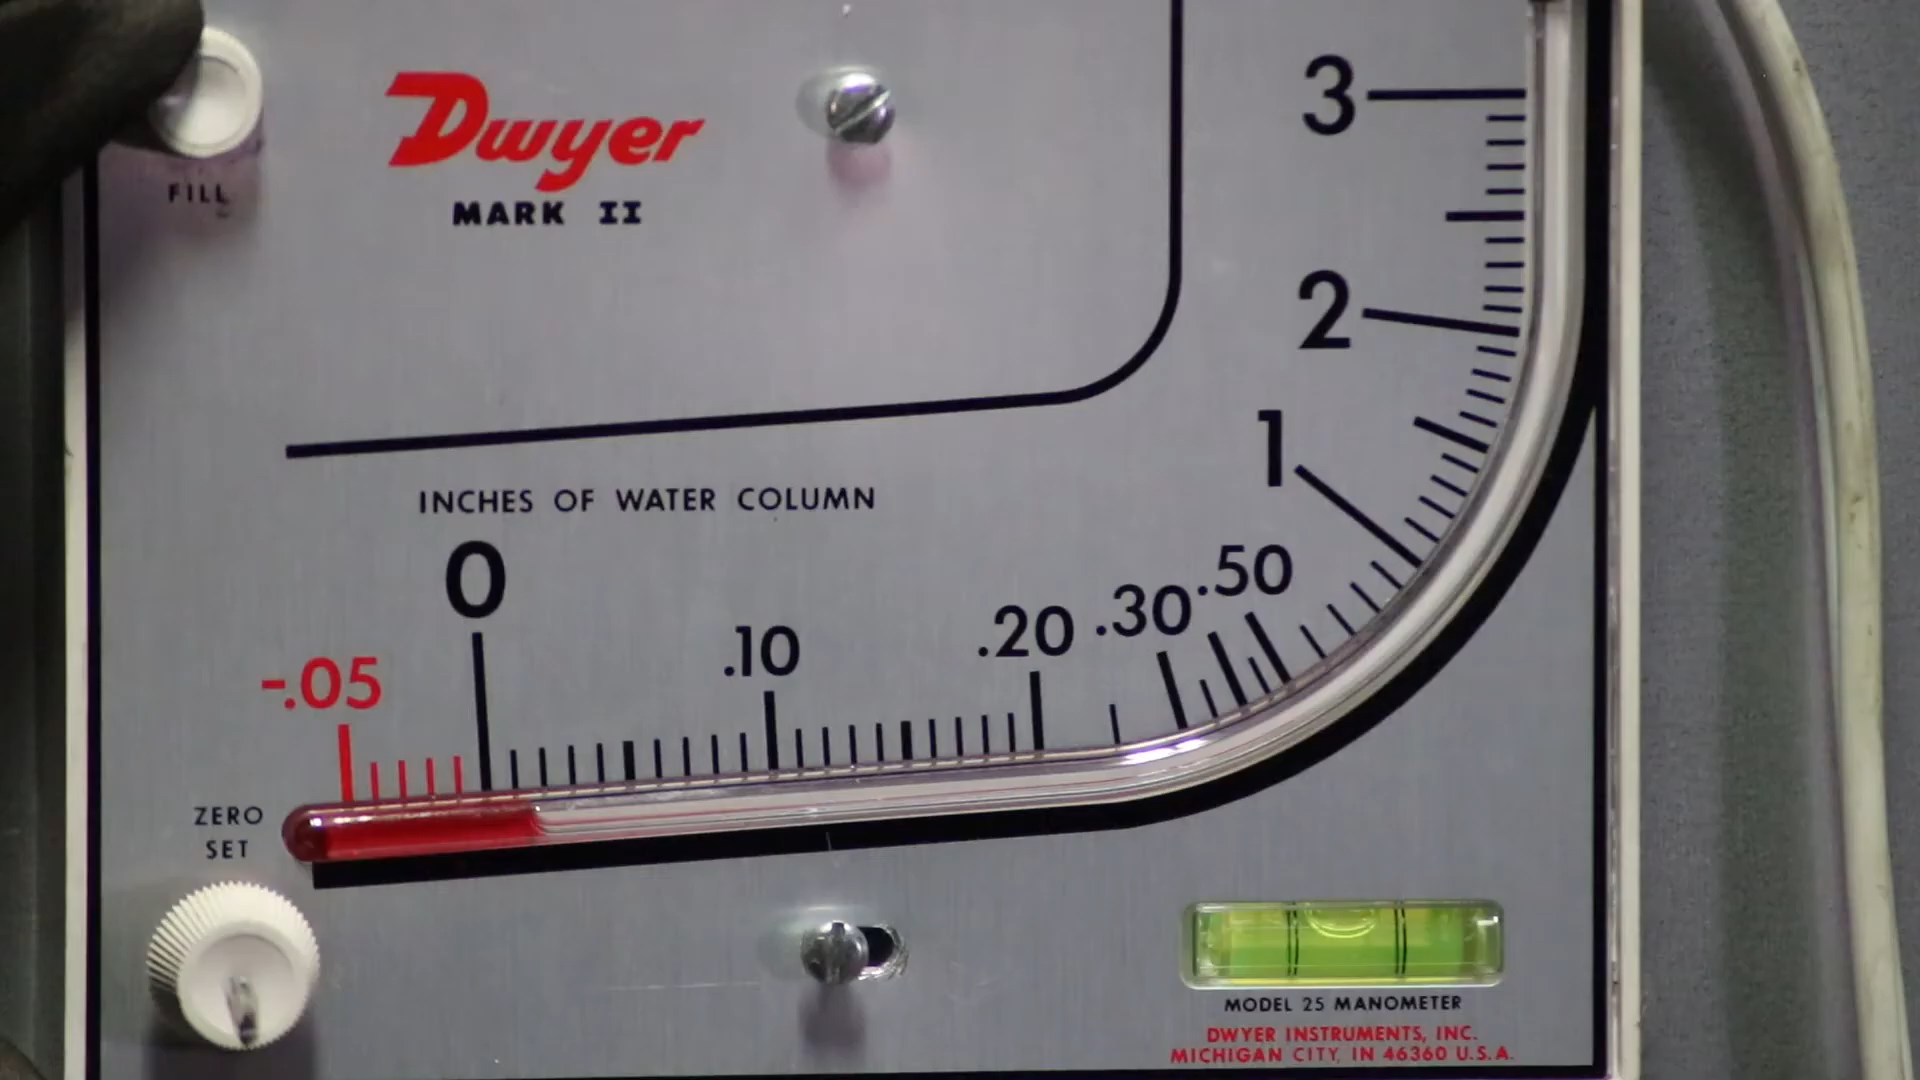 Dwyer
MARK II
FILL
3
2
1
INCHES OF WATER COLUMN
0
-.05
.10
.20
.30
.50
ZERO
SET
MODEL 25 MANOMETER
DWYER INSTRUMENTS, INC.
MICHIGAN CITY, IN 46360 U.S.A.